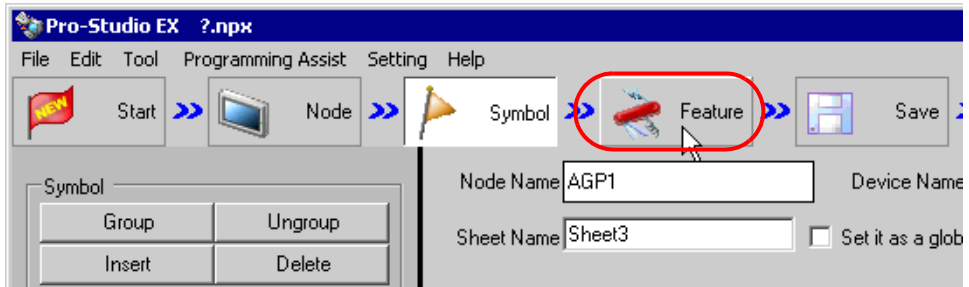 Pro-Studio EX ?.npx
File Edit Tool Programming Assist Setting Help
NEW Start Node Symbol Feature Save
Symbol
Group Ungroup
Insert Delete
Node Name AGP1 Device Name
Sheet Name Sheet3 Set it as a glob